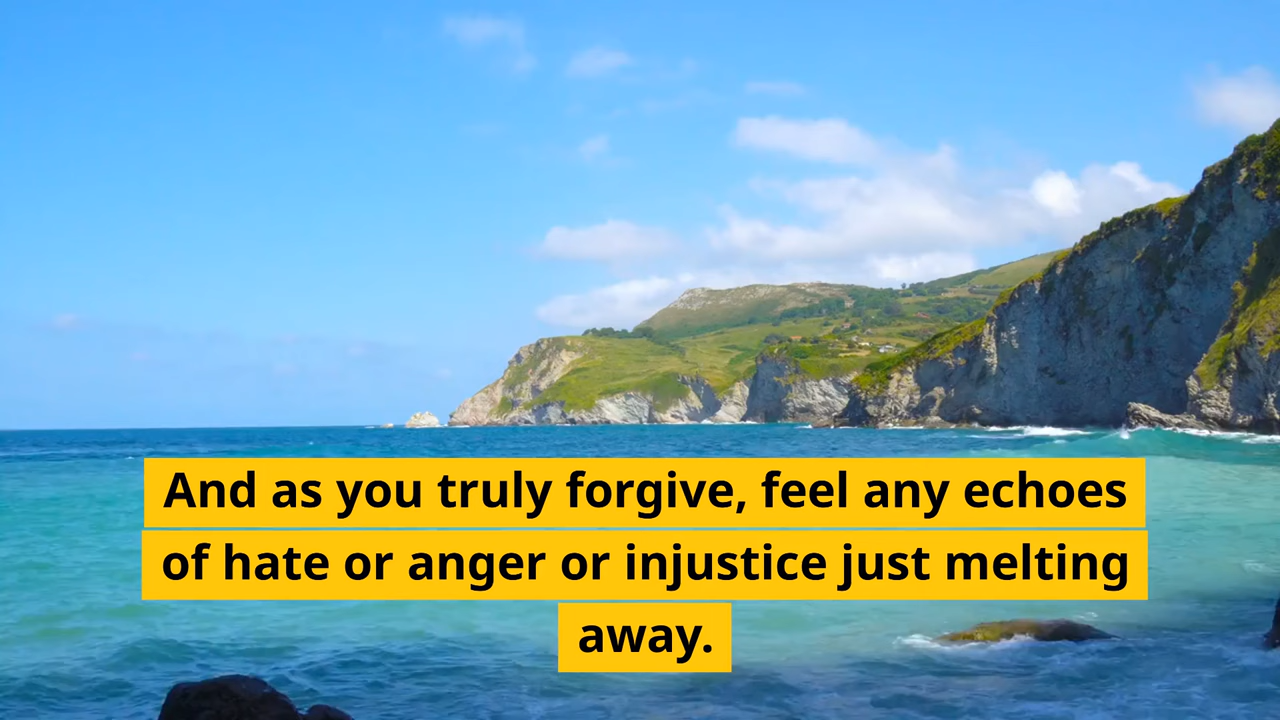 And as you truly forgive, feel any echoes
of hate or anger or injustice just melting
away.